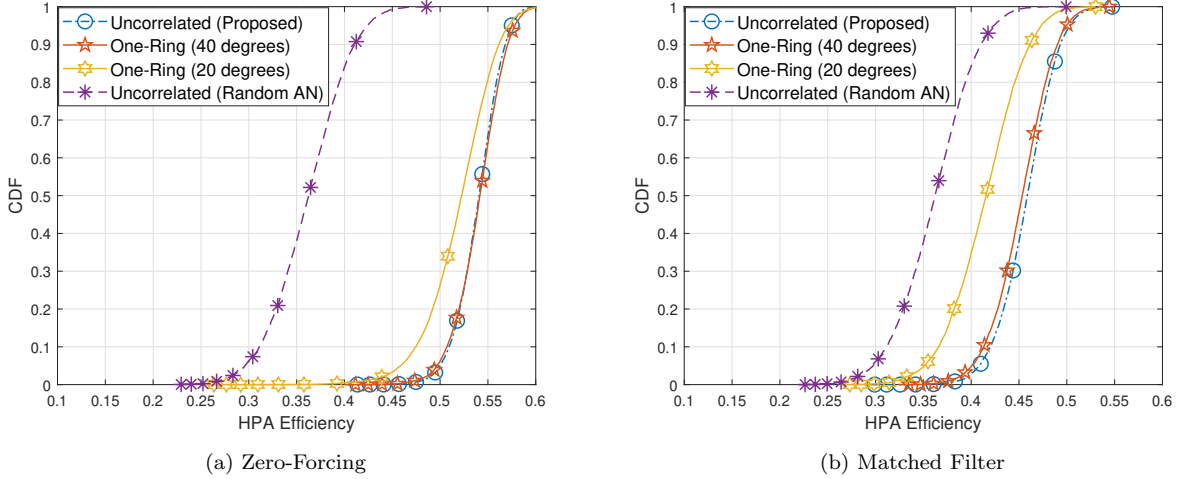 1
0.9
0.8
0.7
0.6
0.5
0.4
0.3
0.2
0.1
0
CDF
Uncorrelated (Proposed)
One-Ring (40 degrees)
One-Ring (20 degrees)
Uncorrelated (Random AN)
0.1 0.15 0.2 0.25 0.3 0.35 0.4 0.45 0.5 0.55 0.6
HPA Efficiency
(a) Zero-Forcing
1
0.9
0.8
0.7
0.6
0.5
0.4
0.3
0.2
0.1
0
CDF
Uncorrelated (Proposed)
One-Ring (40 degrees)
One-Ring (20 degrees)
Uncorrelated (Random AN)
0.1 0.15 0.2 0.25 0.3 0.35 0.4 0.45 0.5 0.55 0.6
HPA Efficiency
(b) Matched Filter